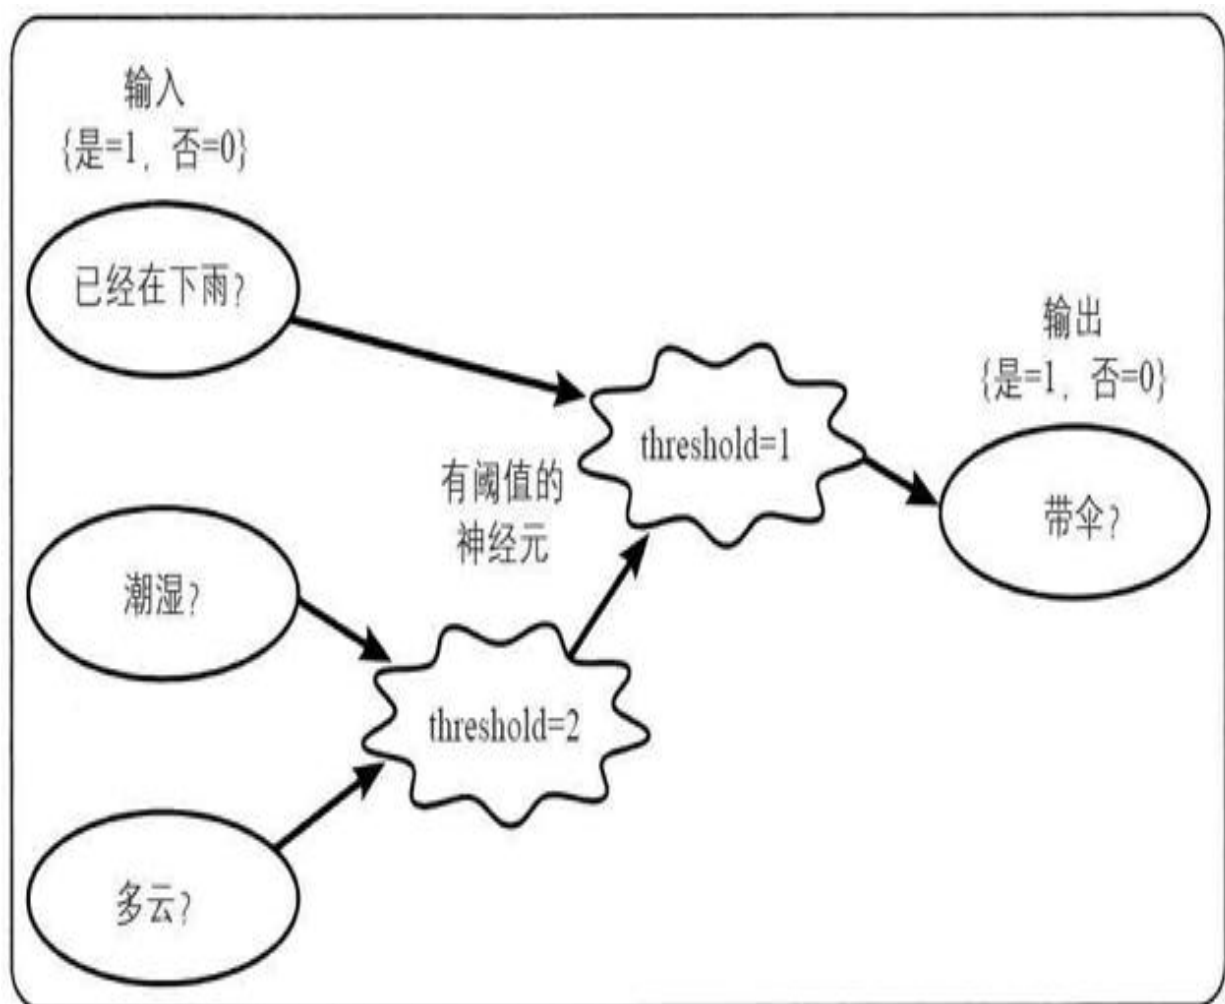 输入
{是=1, 否=0}
已经在下雨?
输出
{是=1, 否=0}
threshold=1
有阈值的
神经元
带伞?
潮湿?
threshold=2
多云?